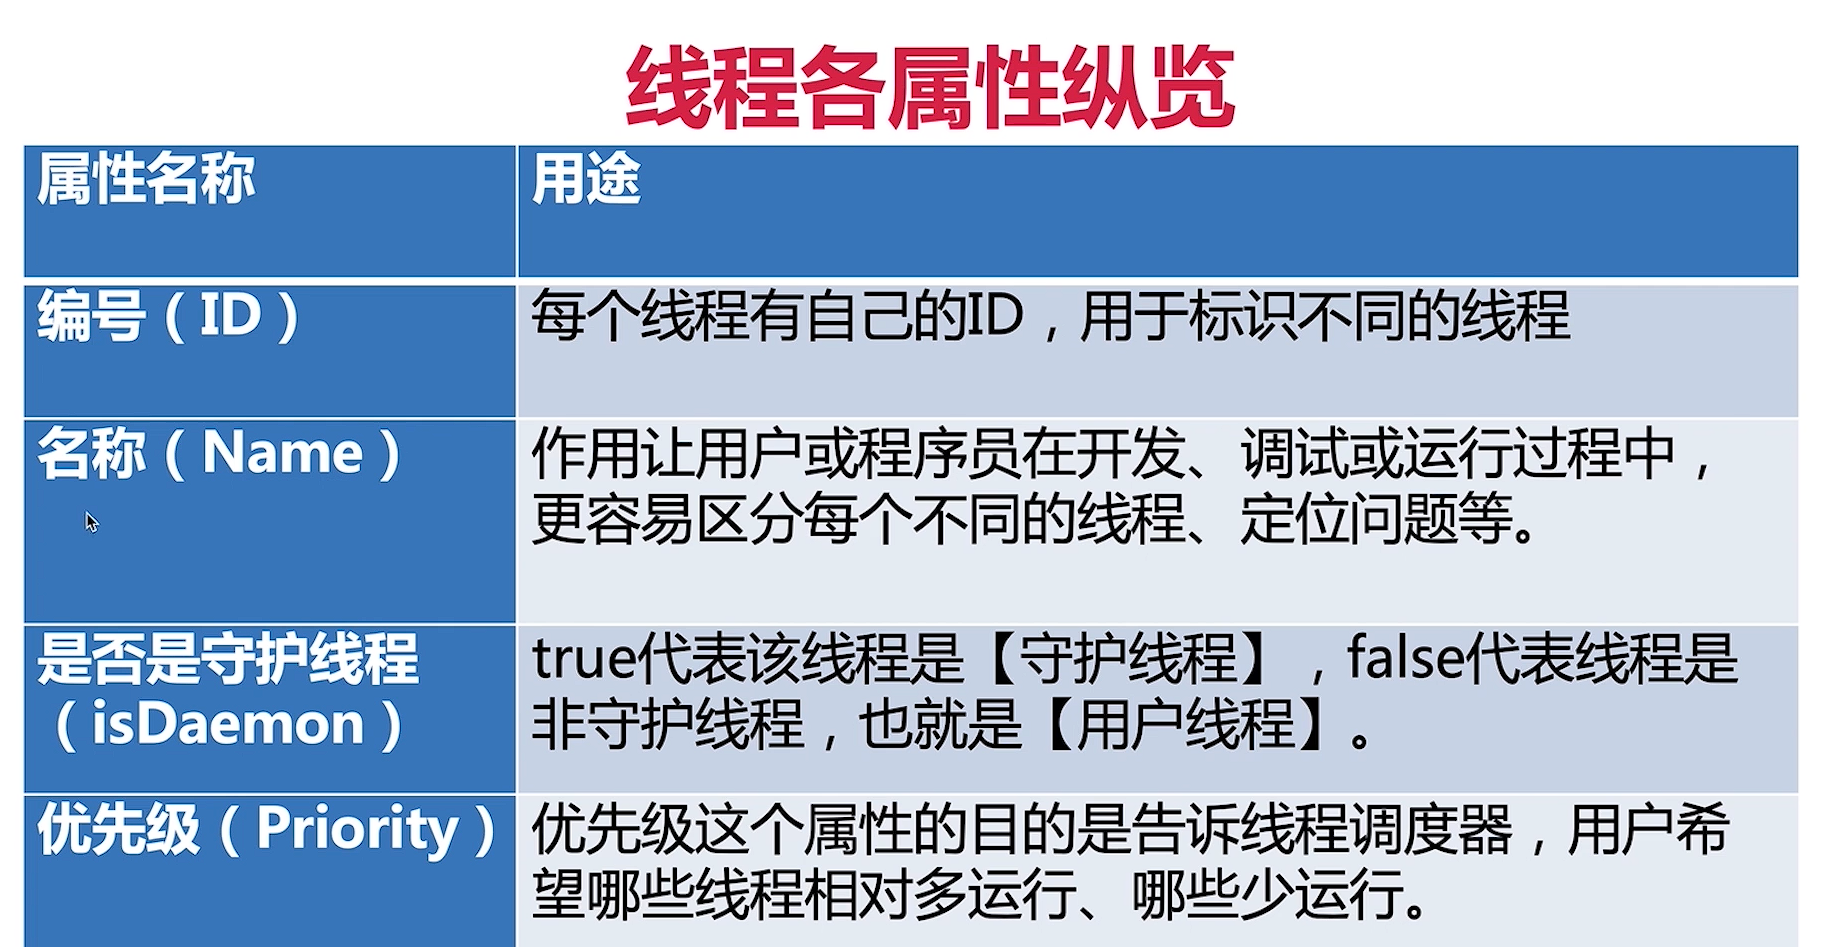 线程各属性纵览
属性名称
用途
编号（ID）
每个线程有自己的ID，用于标识不同的线程
名称（Name）
作用让用户或程序员在开发、调试或运行过程中，
更容易区分每个不同的线程、定位问题等。
是否是守护线程
（isDaemon）
true代表该线程是【守护线程】，false代表线程是
非守护线程，也就是【用户线程】。
优先级（Priority）
优先级这个属性的目的是告诉线程调度器，用户希
望哪些线程相对多运行、哪些少运行。